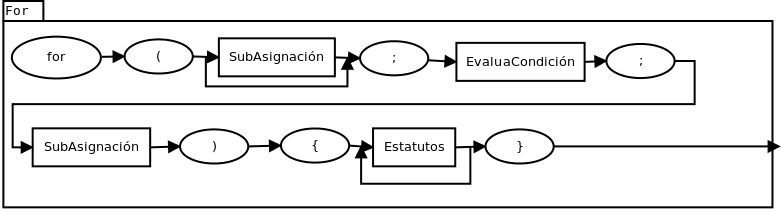 For
for ( SubAsignación ; EvaluaCondición ;
SubAsignación ) { Estatutos }